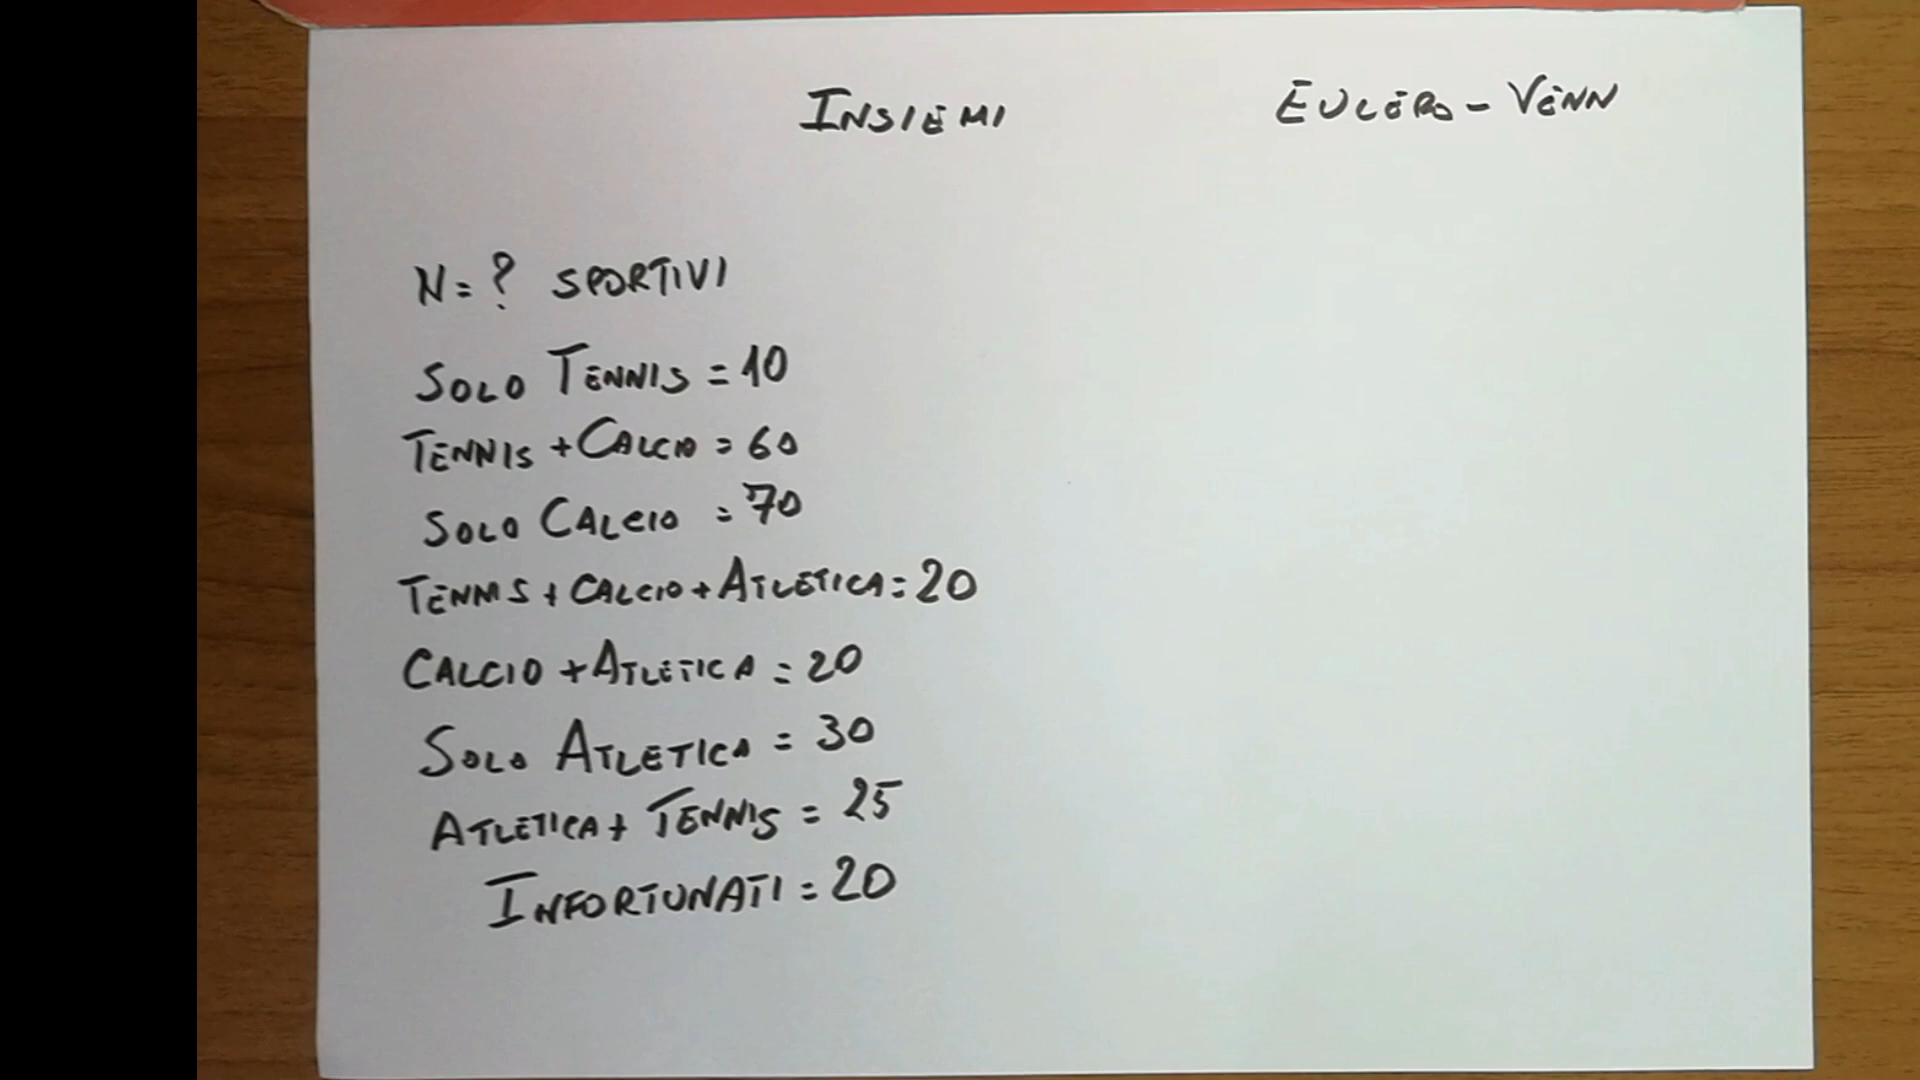 INSIEMI EULERO-VENN
N=? SPORTIVI
SOLO TENNIS = 10
TENNIS + CALCIO = 60
SOLO CALCIO = 70
TENNIS + CALCIO + ATLETICA = 20
CALCIO + ATLETICA = 20
SOLO ATLETICA = 30
ATLETICA + TENNIS = 25
INFORTUNATI = 20